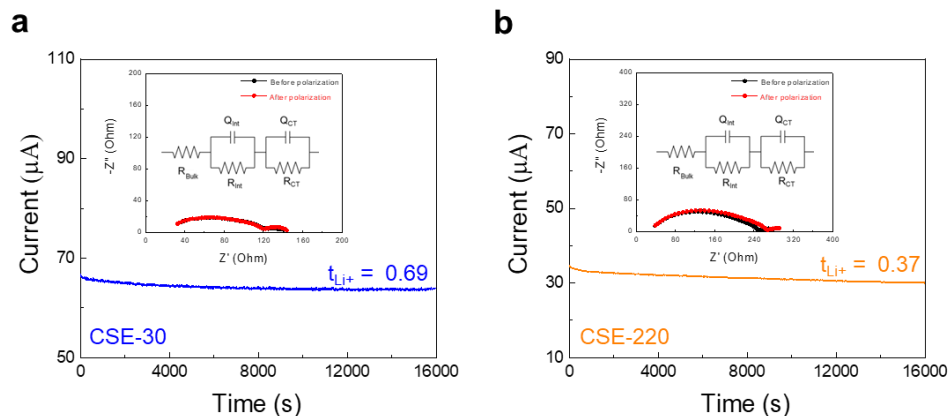 a
Current (μA)
110
90
70
50
0
4000
8000
12000
16000
Time (s)
-Z" (Ohm)
200
160
120
80
40
0
0
40
80
120
160
200
Z' (Ohm)
Before polarization
After polarization
Qint
QCT
RBulk
Rint
RCT
tLi+ = 0.69
CSE-30
b
Current (μA)
90
70
50
30
10
0
4000
8000
12000
16000
Time (s)
-Z" (Ohm)
400
320
240
160
80
0
0
80
160
240
320
400
Z' (Ohm)
Before polarization
After polarization
Qint
QCT
RBulk
Rint
RCT
tLi+ = 0.37
CSE-220